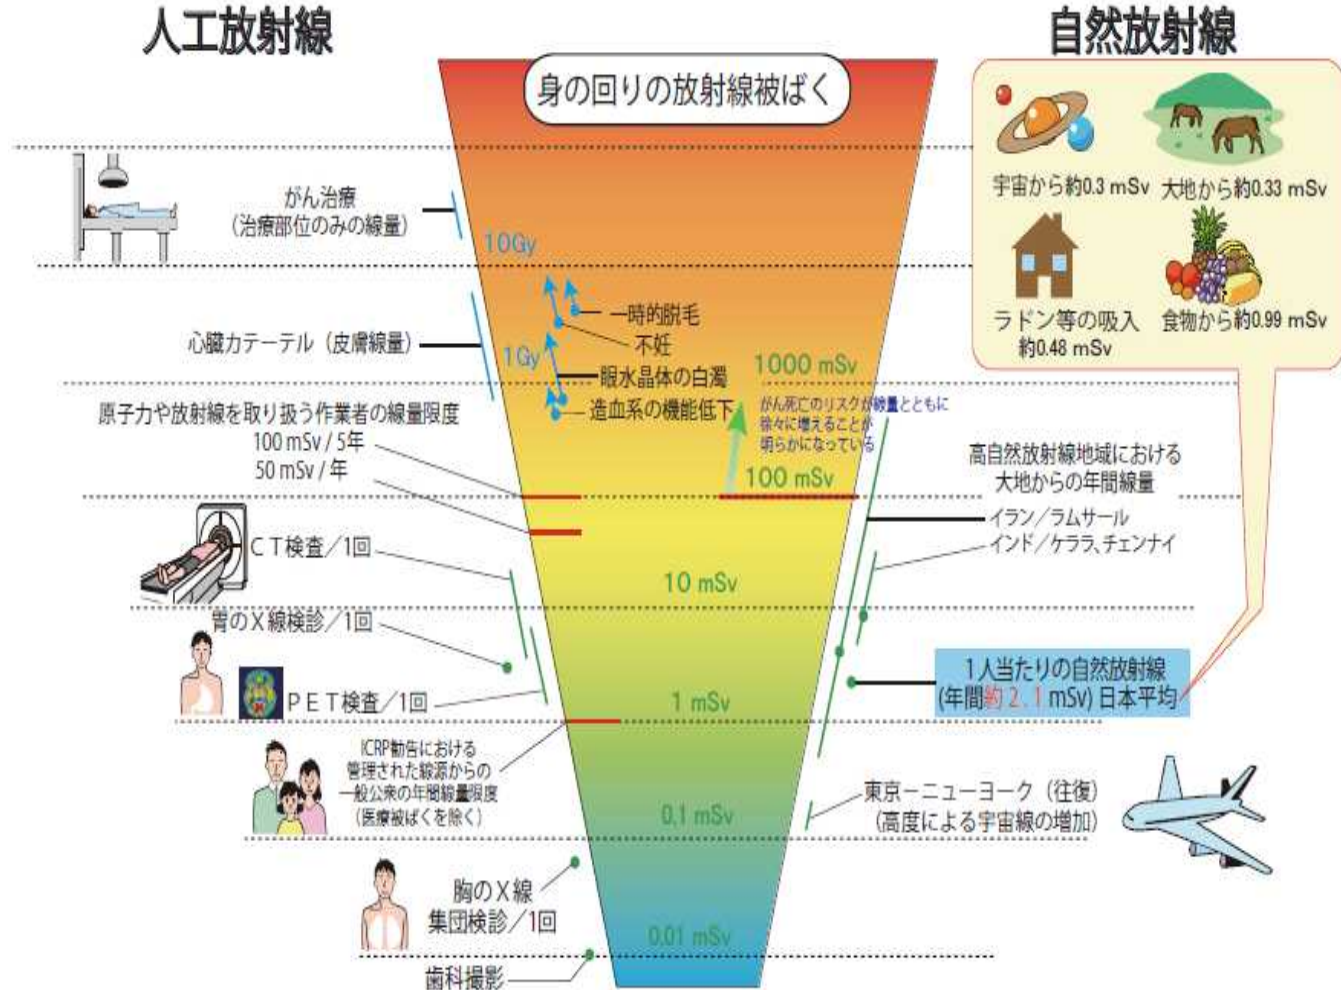 人工放射線
自然放射線
身の回りの放射線被ばく
宇宙から約0.3 mSv
大地から約0.33 mSv
ラドン等の吸入
約0.48 mSv
食物から約0.99 mSv
がん治療
(治療部位のみの線量)
10Gy
一時的脱毛
不妊
心臓カテーテル（皮膚線量）
1Gy
眼水晶体の白濁
造血系の機能低下
1000 mSv
がん死亡のリスクが線量とともに
徐々に増えることが
明らかになっている
原子力や放射線を取り扱う作業者の線量限度
100 mSv / 5年
50 mSv / 年
100 mSv
高自然放射線地域における
大地からの年間線量
イラン／ラムサール
インド／ケララ、チェンナイ
CT検査／1回
10 mSv
胃のX線検診／1回
PET検査／1回
1 mSv
1人当たりの自然放射線
(年間約2.1 mSv) 日本平均
ICRP勧告における
管理された線源からの
一般公衆の年間線量限度
（医療被ばくを除く）
0.1 mSv
東京－ニューヨーク（往復）
（高度による宇宙線の増加）
胸のX線
集団検診／1回
0.01 mSv
歯科撮影